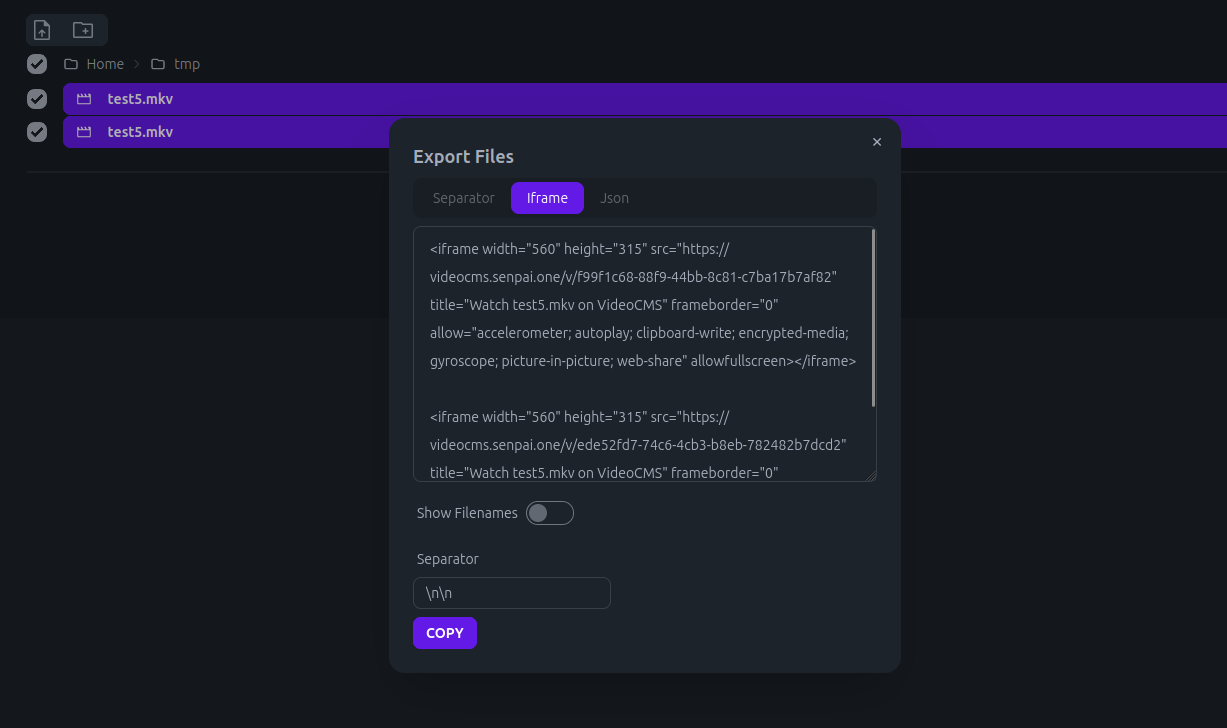 Home
tmp
test5.mkv
test5.mkv
Export Files
Separator
Iframe
Json
<iframe width="560" height="315" src="https://
videocms.senpai.one/v/f99f1c68-88f9-44bb-8c81-c7ba17b7af82"
title="Watch test5.mkv on VideoCMS" frameborder="0"
allow="accelerometer; autoplay; clipboard-write; encrypted-media;
gyroscope; picture-in-picture; web-share" allowfullscreen></iframe>
<iframe width="560" height="315" src="https://
videocms.senpai.one/v/ede52fd7-74c6-4cb3-b8eb-782482b7dcd2"
title="Watch test5.mkv on VideoCMS" frameborder="0"
Show Filenames
Separator
\n\n
COPY